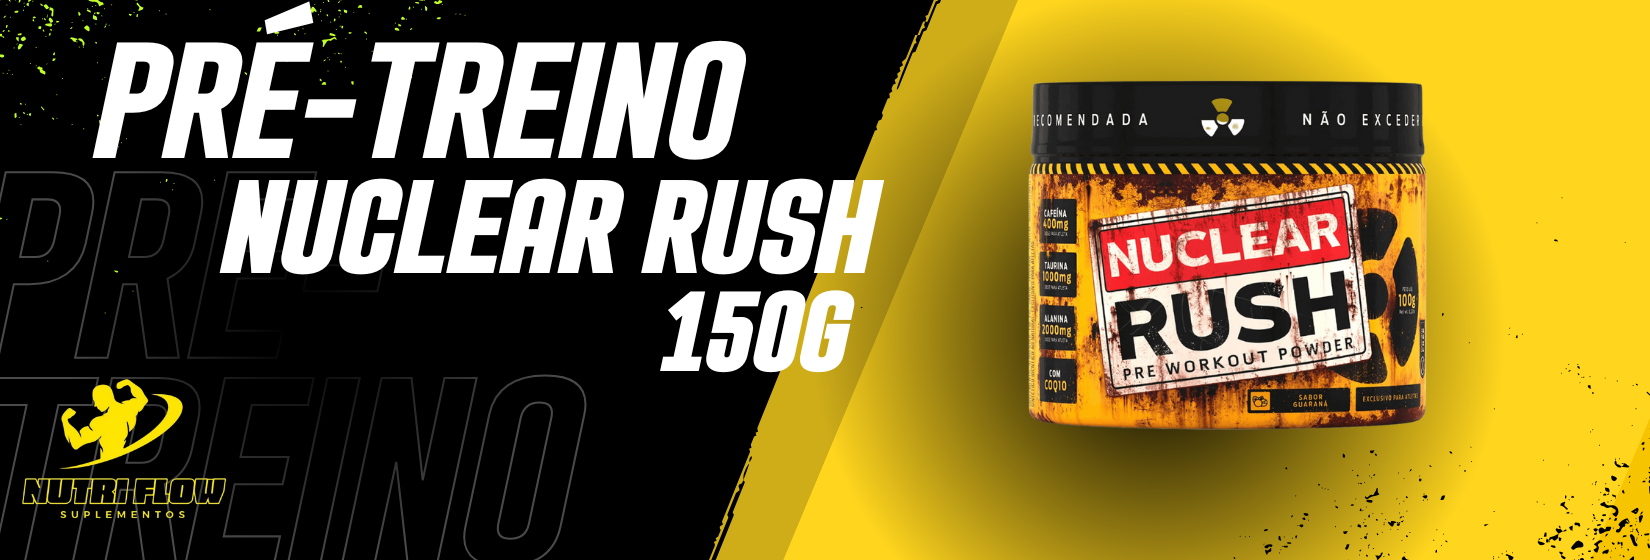 PRÉ-TREINO
NUCLEAR RUSH
150G
PRÉ-
TREINO
NUTRI FLOW
SUPLEMENTOS
ECOMENDADA
NÃO EXCEDER
CAFEÍNA
400mg
TAURINA
1000mg
ALANINA
2000mg
COM
COQ10
NUCLEAR
RUSH
PRE WORKOUT POWDER
100g
SABOR
GUARANÁ
EXCLUSIVO PARA ATLETAS